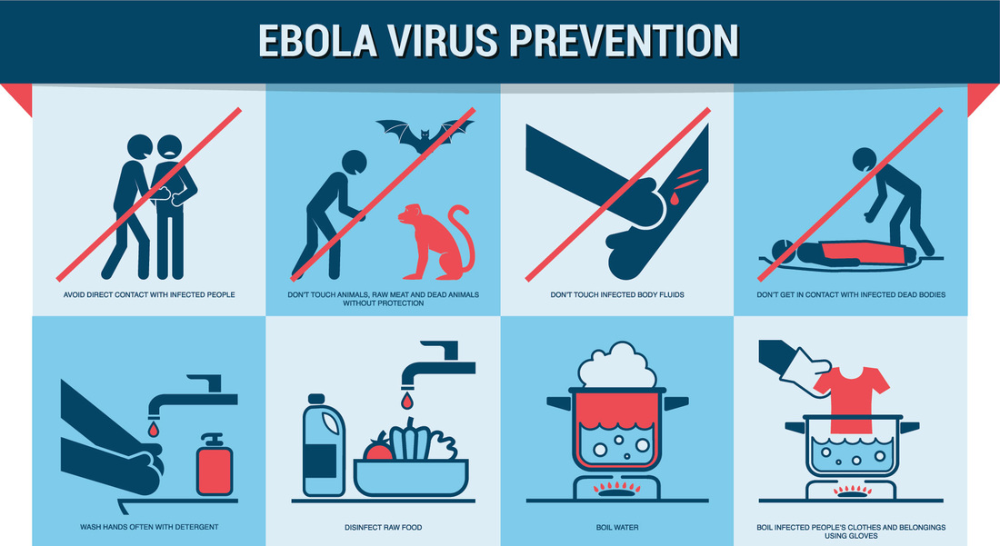 EBOLA VIRUS PREVENTION
AVOID DIRECT CONTACT WITH INFECTED PEOPLE
DON'T TOUCH ANIMALS, RAW MEAT AND DEAD ANIMALS
WITHOUT PROTECTION
DON'T TOUCH INFECTED BODY FLUIDS
DON'T GET IN CONTACT WITH INFECTED DEAD BODIES
WASH HANDS OFTEN WITH DETERGENT
DISINFECT RAW FOOD
BOIL WATER
BOIL INFECTED PEOPLE'S CLOTHES AND BELONGINGS
USING GLOVES